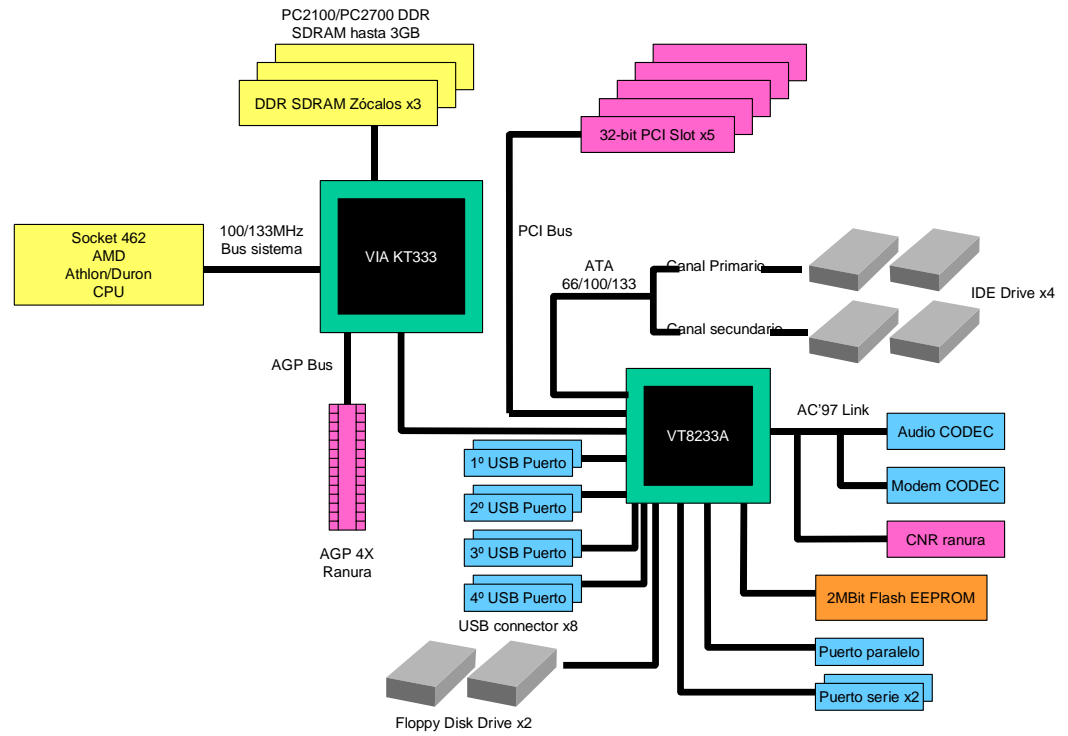 PC2100/PC2700 DDR
SDRAM hasta 3GB
DDR SDRAM Zócalos x3
32-bit PCI Slot x5
Socket 462
AMD
Athlon/Duron
CPU
100/133MHz
Bus sistema
VIA KT333
PCI Bus
ATA
66/100/133
Canal Primario
Canal secundario
IDE Drive x4
AGP Bus
AGP 4X
Ranura
VT8233A
AC'97 Link
Audio CODEC
Modem CODEC
CNR ranura
2MBit Flash EEPROM
Puerto paralelo
Puerto serie x2
1º USB Puerto
2º USB Puerto
3º USB Puerto
4º USB Puerto
USB connector x8
Floppy Disk Drive x2